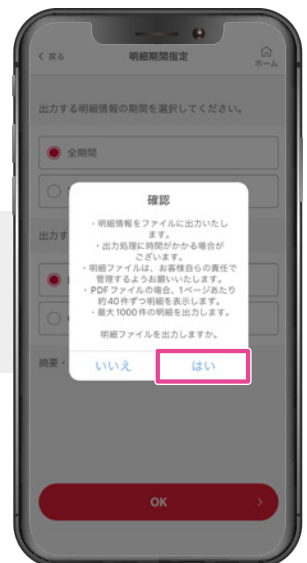 戻る
明細期間指定
ホーム
出力する明細情報の期間を選択してください。
全期間
確認
・明細情報をファイルに出力いたし
ます。
・出力処理に時間がかかる場合が
ございます。
・明細ファイルは、お客様自らの責任で
管理するようお願いいたします。
・PDFファイルの場合、1ページあたり
約40件ずつ明細を表示します。
・最大1000件の明細を出力します。
明細ファイルを出力しますか。
いいえ
はい
出力す
摘要・
OK